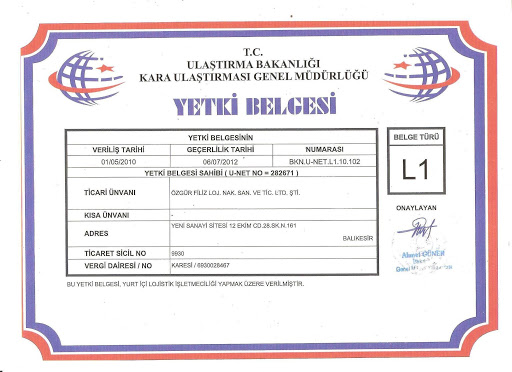 T.C.
ULAŞTIRMA BAKANLIĞI
KARA ULAŞTIRMASI GENEL MÜDÜRLÜĞÜ
YETKİ BELGESİ
YETKİ BELGESİNİN
VERİLİŞ TARİHİ GEÇERLİLİK TARİHİ NUMARASI
01/05/2010 06/07/2012 BKN.U-NET.L1.10.102
YETKİ BELGESİ SAHİBİ ( U-NET NO = 282671 )
TİCARİ ÜNVANI ÖZGÜR FİLİZ LOJ. NAK. SAN. VE TİC. LTD. ŞTİ.
KISA ÜNVANI -
ADRES YENİ SANAYİ SİTESİ 12 EKİM CD.28.SK.N.161
BALIKESİR
TİCARET SİCİL NO 9930
VERGİ DAİRESİ / NO KARESİ / 6930028467
BU YETKİ BELGESİ, YURT İÇİ LOJİSTİK İŞLETMECİLİĞİ YAPMAK ÜZERE VERİLMİŞTİR.
BELGE TÜRÜ
L1
ONAYLAYAN
Ahmet GÜNER